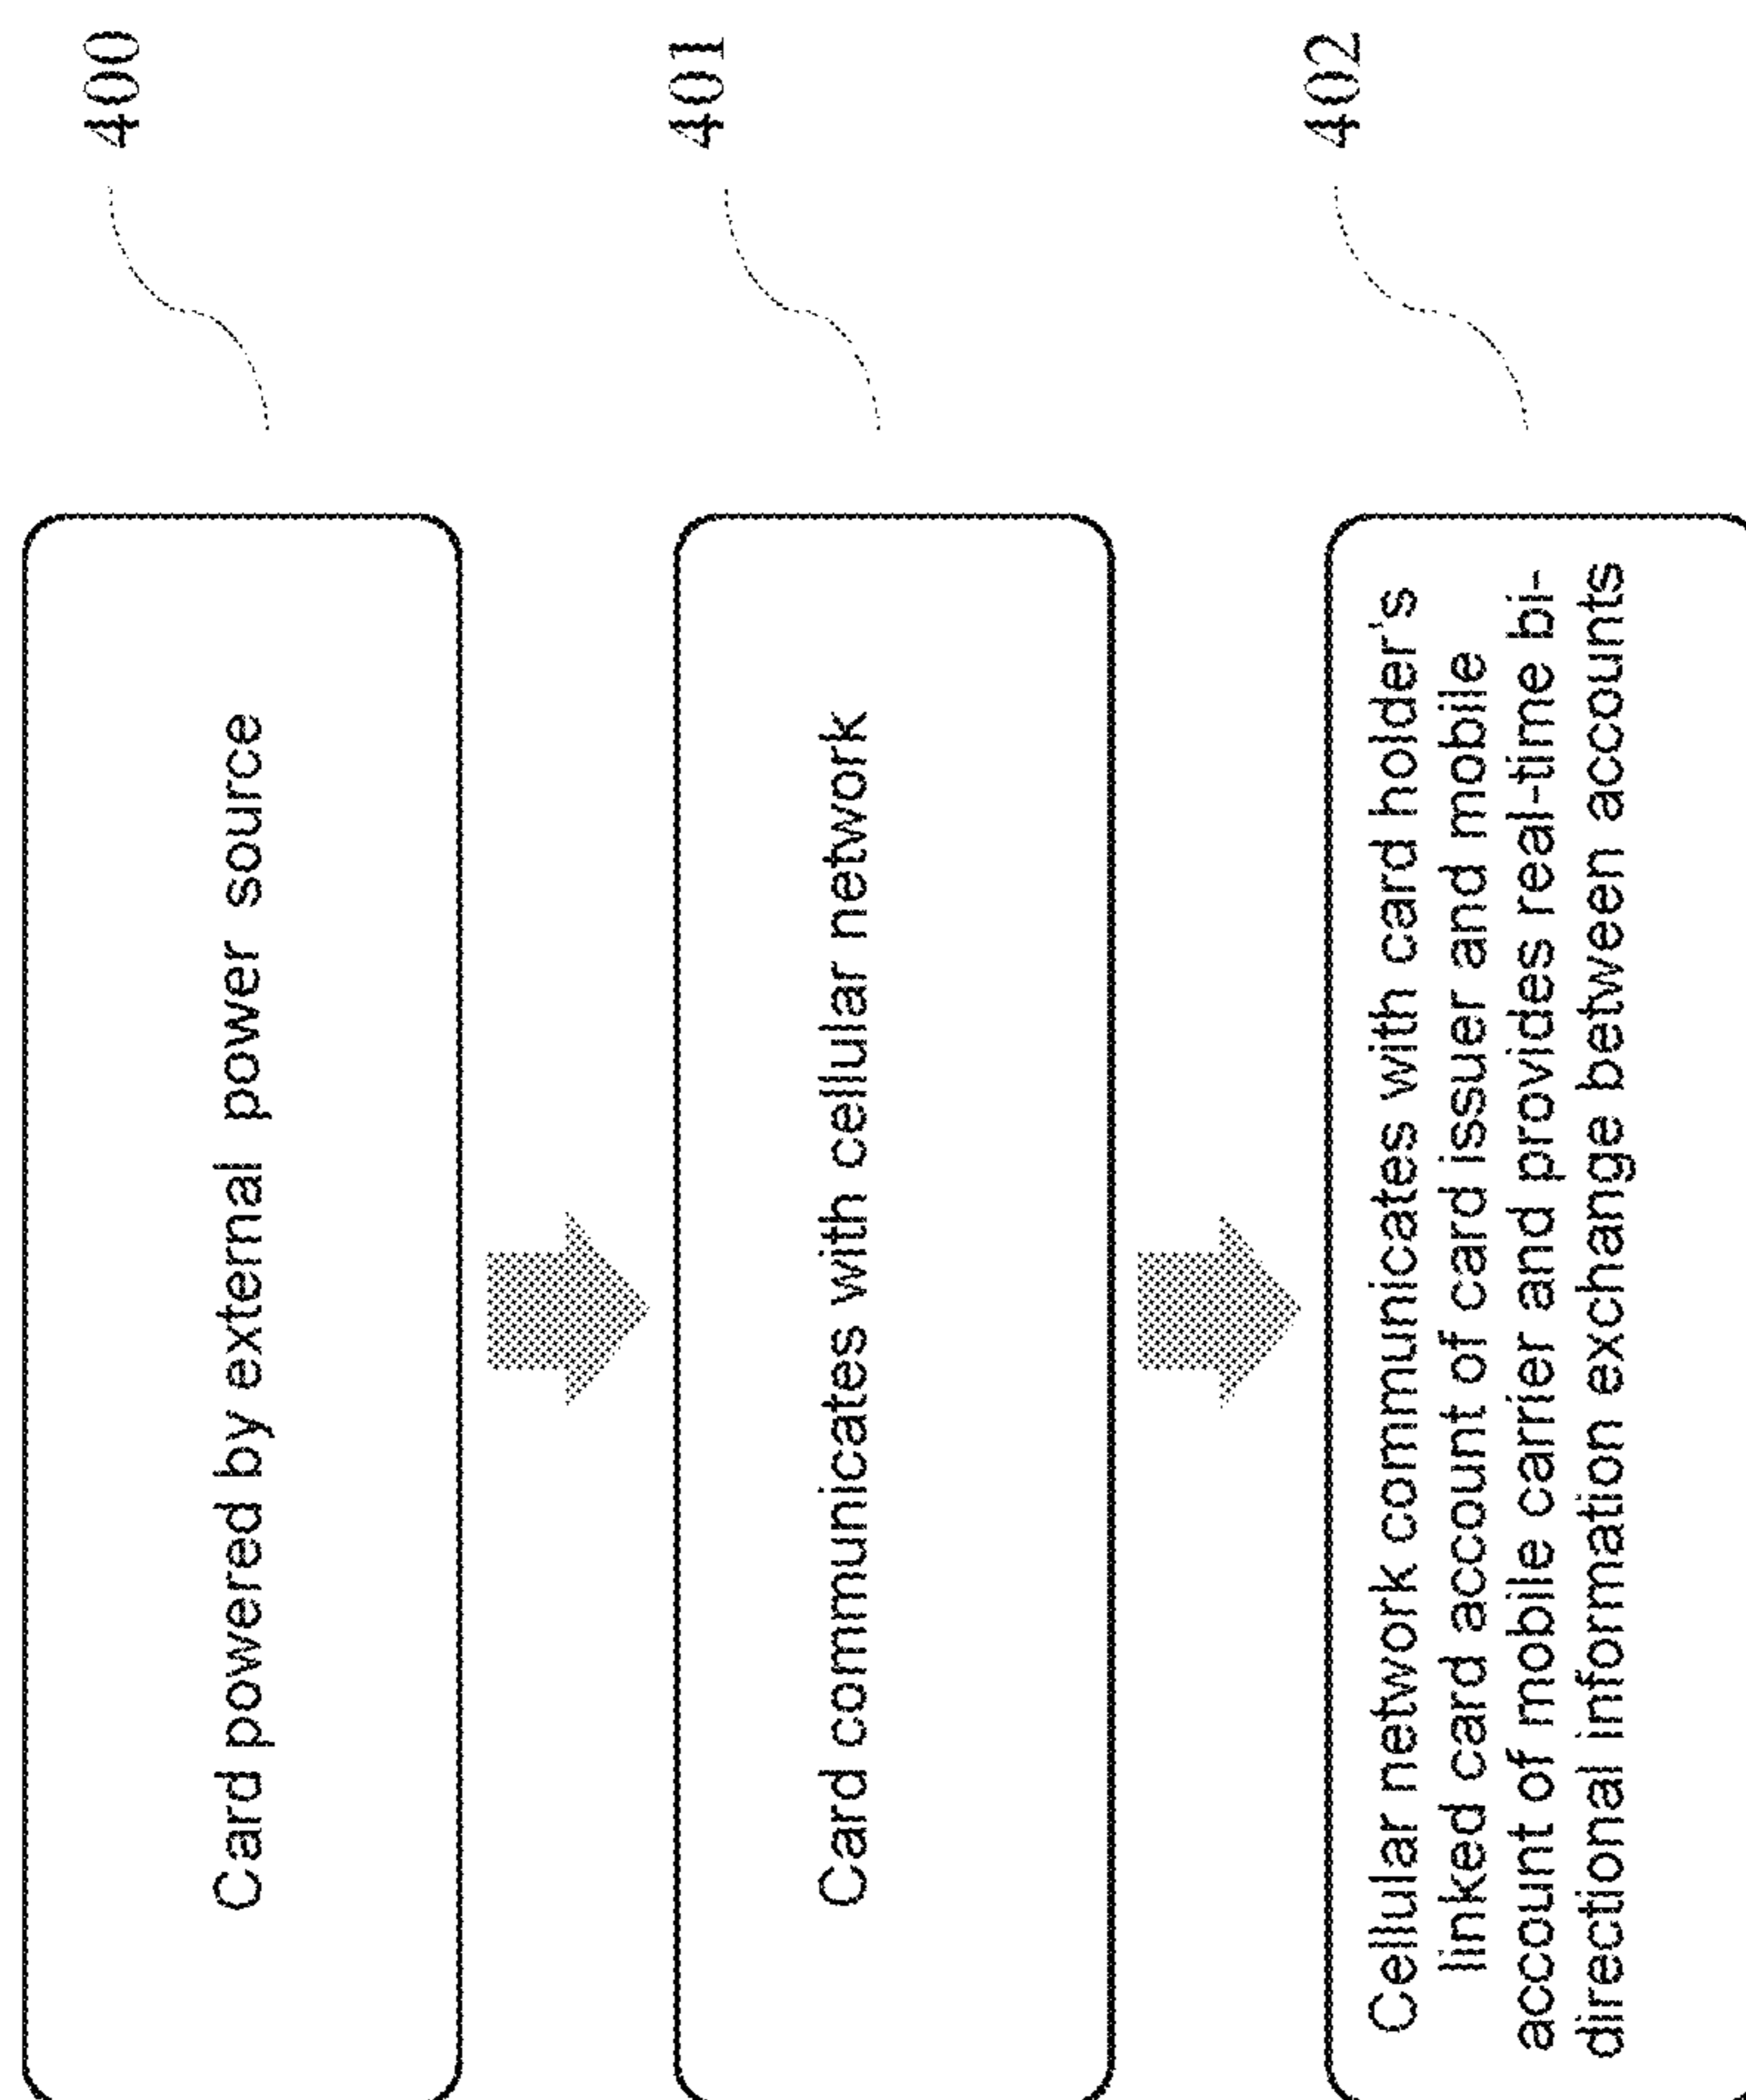 Card powered by external power source
400
Card communicates with cellular network
401
Cellular network communicates with card holder's
linked card account of card issuer and mobile
account of mobile carrier and provides real-time bi-
directional information exchange between accounts
402